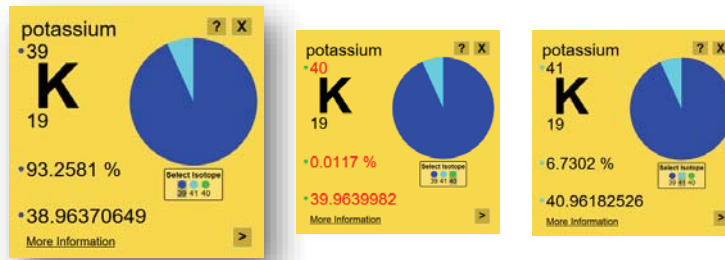 potassium ? X
39
K
19
93.2581 %
Select Isotope
39 41 40
38.96370649
More Information >
potassium ? X
40
K
19
0.0117 %
Select Isotope
39 41 40
39.9639982
More Information >
potassium ? X
41
K
19
6.7302 %
Select Isotope
39 41 40
40.96182526
More Information >